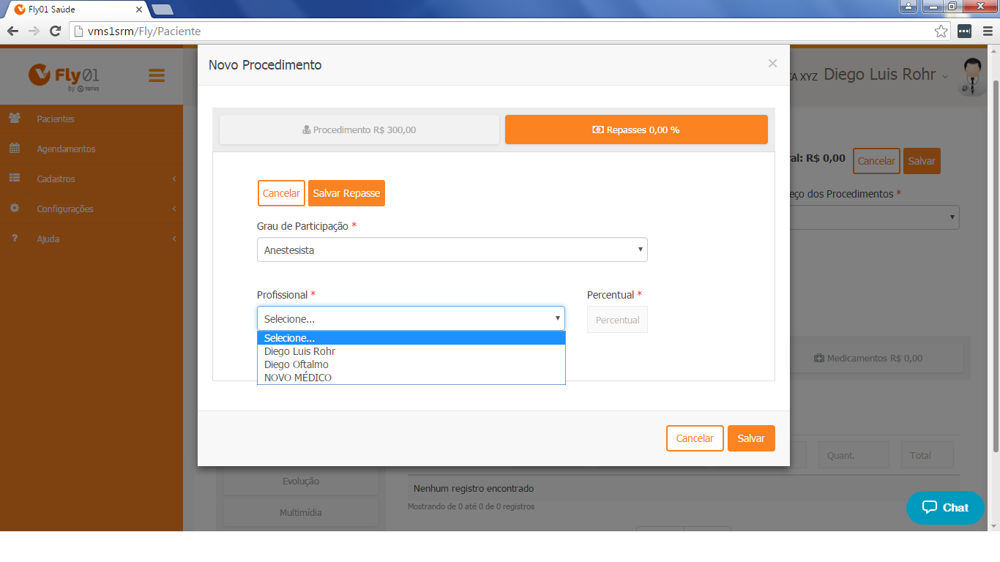 Fly01 Saúde
vms1srm/Fly/Paciente
Fly01
by TOTVS
Pacientes
Agendamentos
Cadastros
Configurações
Ajuda
Novo Procedimento
XYZ Diego Luis Rohr
Procedimento R$ 300,00
Repasses 0,00 %
R$ 0,00
Cancelar
Salvar
dos Procedimentos *
Cancelar
Salvar Repasse
Grau de Participação *
Anestesista
Profissional *
Percentual *
Selecione...
Percentual
Selecione...
Diego Luis Rohr
Diego Oftalmo
NOVO MÉDICO
Medicamentos R$ 0,00
Cancelar
Salvar
Quant.
Total
Evolução
Nenhum registro encontrado
Multimídia
Mostrando de 0 até 0 de 0 registros
Chat